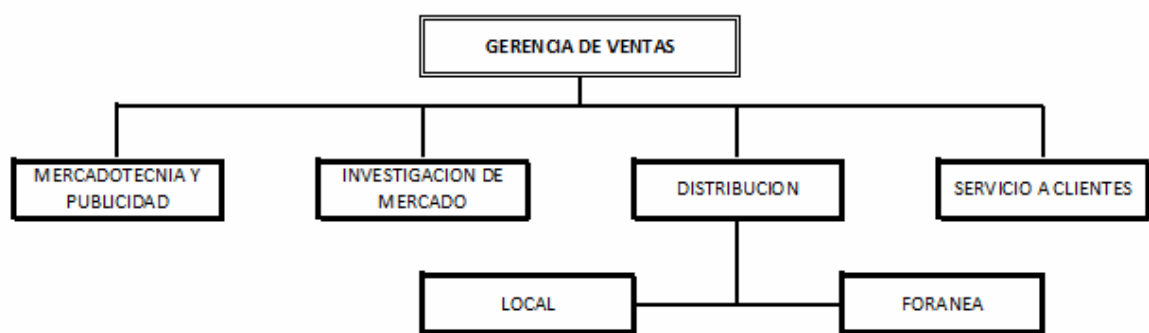 GERENCIA DE VENTAS
MERCADOTECNIA Y
PUBLICIDAD
INVESTIGACION DE
MERCADO
DISTRIBUCION
SERVICIO A CLIENTES
LOCAL
FORANEA